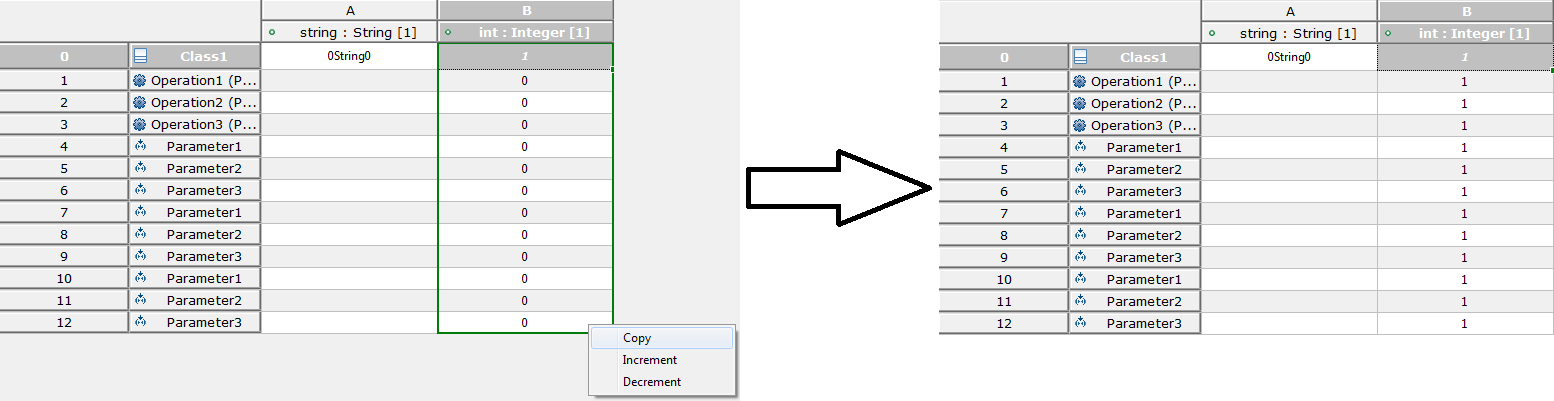 A B
string : String [1] int : Integer [1]
0 Class1 0String0 1
1 Operation1 (P... 0
2 Operation2 (P... 0
3 Operation3 (P... 0
4 Parameter1 0
5 Parameter2 0
6 Parameter3 0
7 Parameter1 0
8 Parameter2 0
9 Parameter3 0
10 Parameter1 0
11 Parameter2 0
12 Parameter3 0
Copy
Increment
Decrement
A B
string : String [1] int : Integer [1]
0 Class1 0String0 1
1 Operation1 (P... 1
2 Operation2 (P... 1
3 Operation3 (P... 1
4 Parameter1 1
5 Parameter2 1
6 Parameter3 1
7 Parameter1 1
8 Parameter2 1
9 Parameter3 1
10 Parameter1 1
11 Parameter2 1
12 Parameter3 1